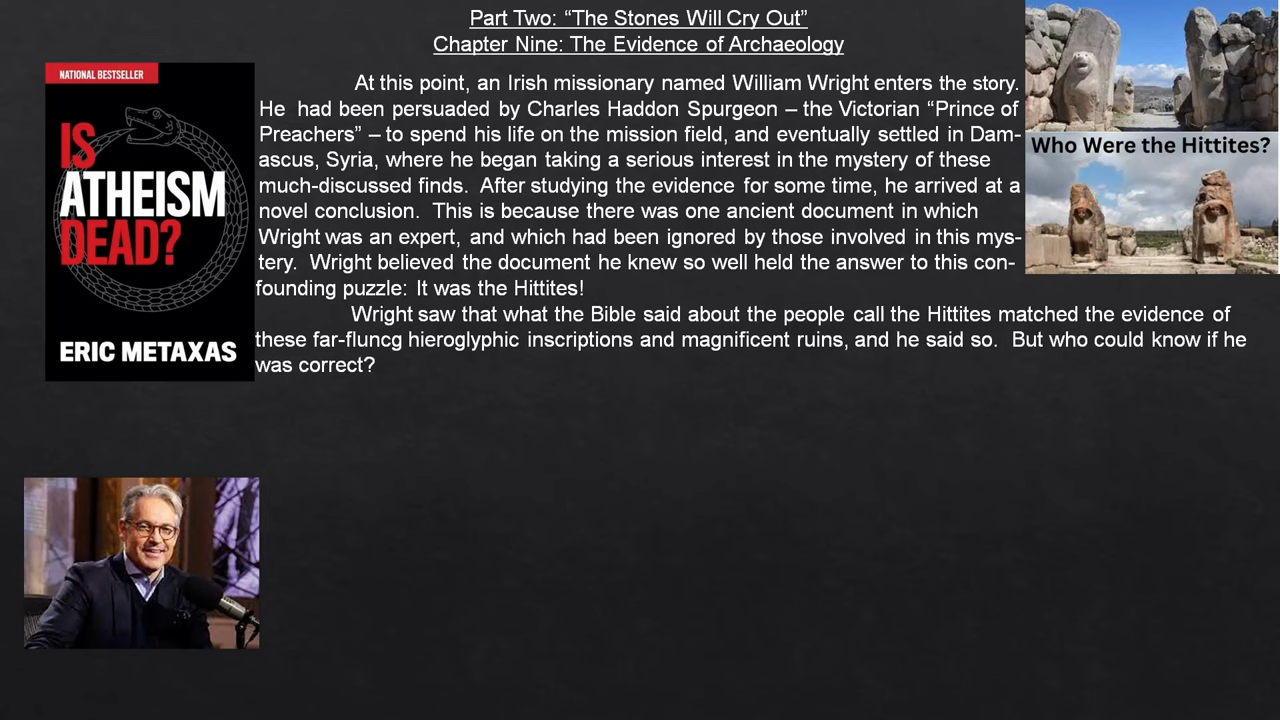 Part Two: “The Stones Will Cry Out”
Chapter Nine: The Evidence of Archaeology
NATIONAL BESTSELLER
IS
ATHEISM
DEAD?
ERIC METAXAS
At this point, an Irish missionary named William Wright enters the story.
He had been persuaded by Charles Haddon Spurgeon – the Victorian “Prince of
Preachers” – to spend his life on the mission field, and eventually settled in Dam-
ascus, Syria, where he began taking a serious interest in the mystery of these
much-discussed finds. After studying the evidence for some time, he arrived at a
novel conclusion. This is because there was one ancient document in which
Wright was an expert, and which had been ignored by those involved in this mys-
tery. Wright believed the document he knew so well held the answer to this con-
founding puzzle: It was the Hittites!
Wright saw that what the Bible said about the people call the Hittites matched the evidence of
these far-fluncg hieroglyphic inscriptions and magnificent ruins, and he said so. But who could know if he
was correct?
Who Were the Hittites?